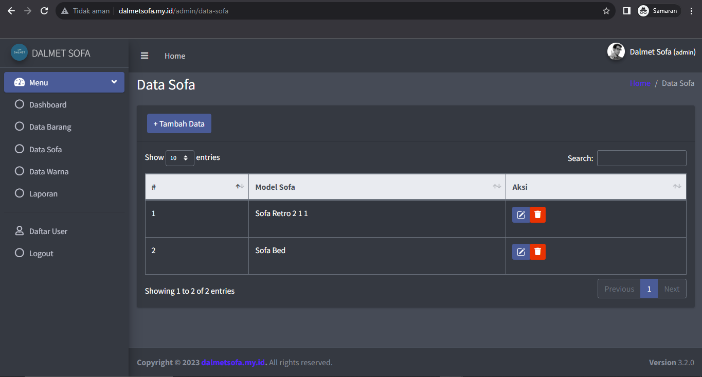 Tidak aman dalmetsofa.my.id/admin/data-sofa
Samaran
DALMET SOFA
Home
Dalmet Sofa (admin)
Menu
Dashboard
Data Barang
Data Sofa
Data Warna
Laporan
Daftar User
Logout
Data Sofa
/ Data Sofa
+ Tambah Data
Show 10 entries
Search:
# Model Sofa Aksi
1 Sofa Retro 2 1 1
2 Sofa Bed
Showing 1 to 2 of 2 entries
Previous 1 Next
Copyright © 2023 dalmetsofa.my.id. All rights reserved.
Version 3.2.0